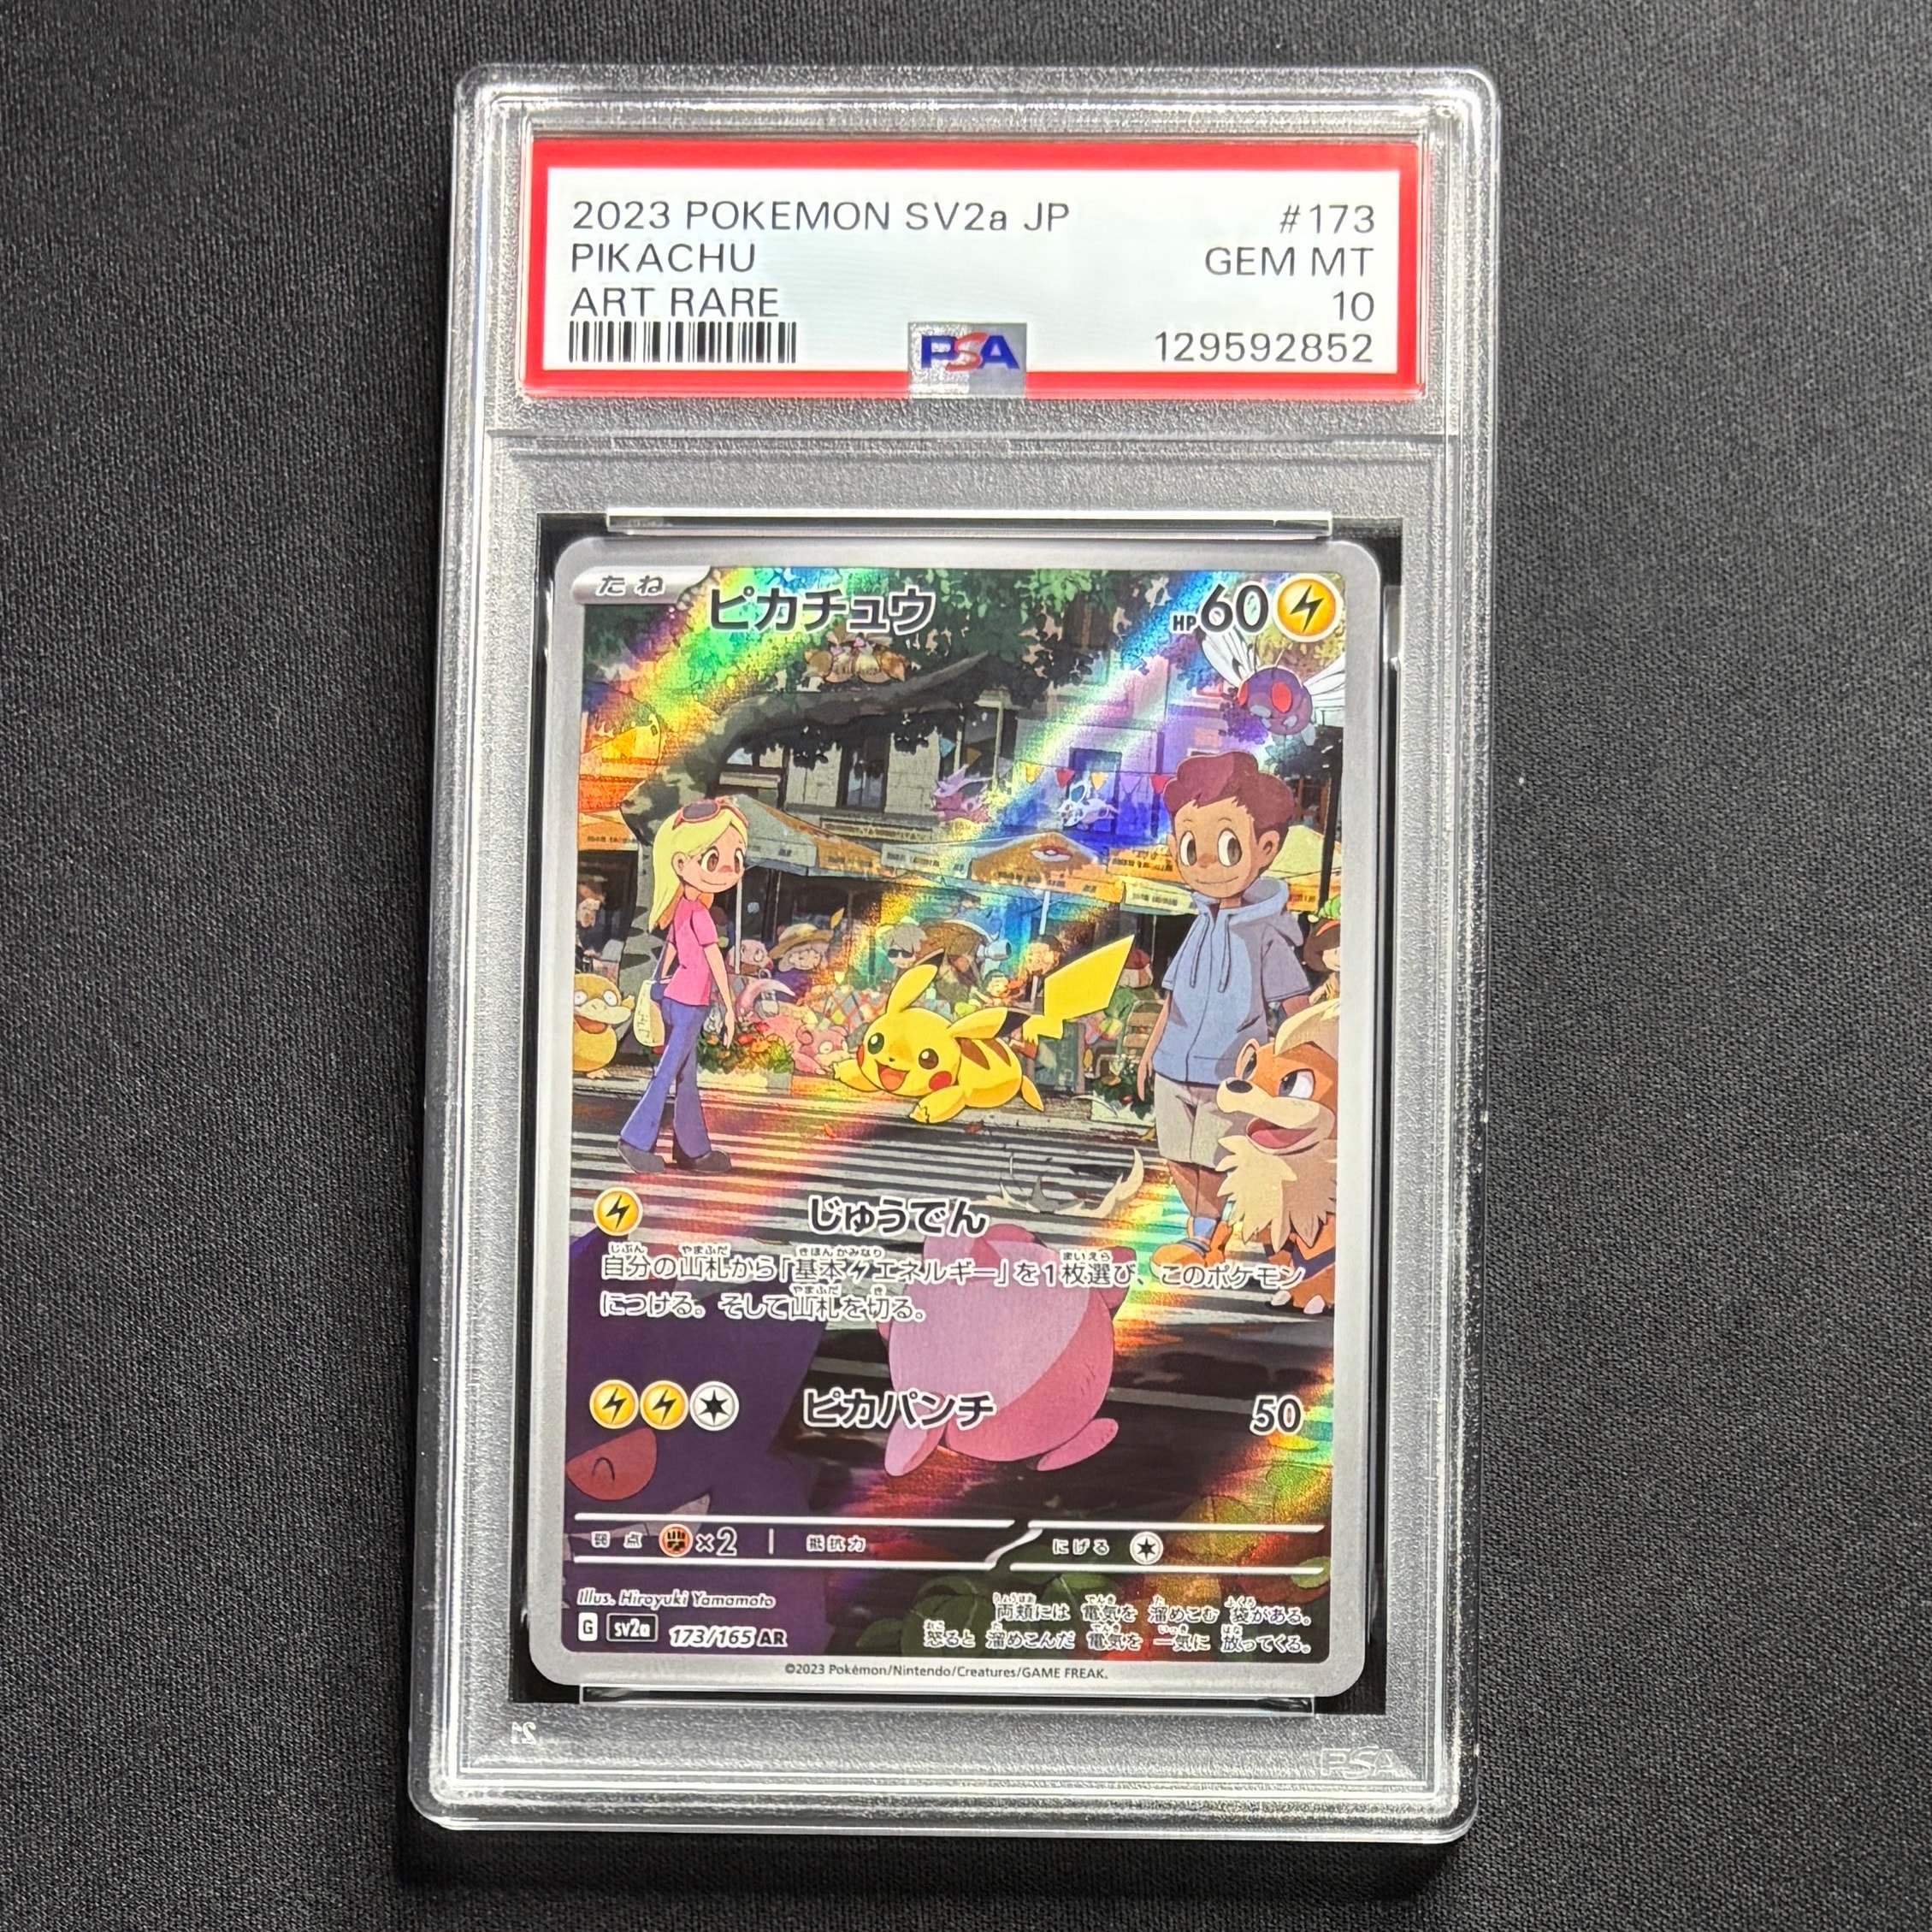 2023 POKEMON SV2a JP #173
PIKACHU GEM MT
ART RARE 10
PSA 129592852
たね ピカチュウ HP60
じゅうでん
自分の山札から「基本エネルギー」を1枚選び、このポケモン
につける。そして山札を切る。
ピカパンチ 50
弱点 ×2 抵抗力 にげる
Illus. Hiroyuki Yamamoto
両頬には 電気を 溜めこむ 袋がある。
G sv2a 173/165 AR
怒ると 溜めこんだ 電気を 一気に 放ってくる。
©2023 Pokémon/Nintendo/Creatures/GAME FREAK.
PSA